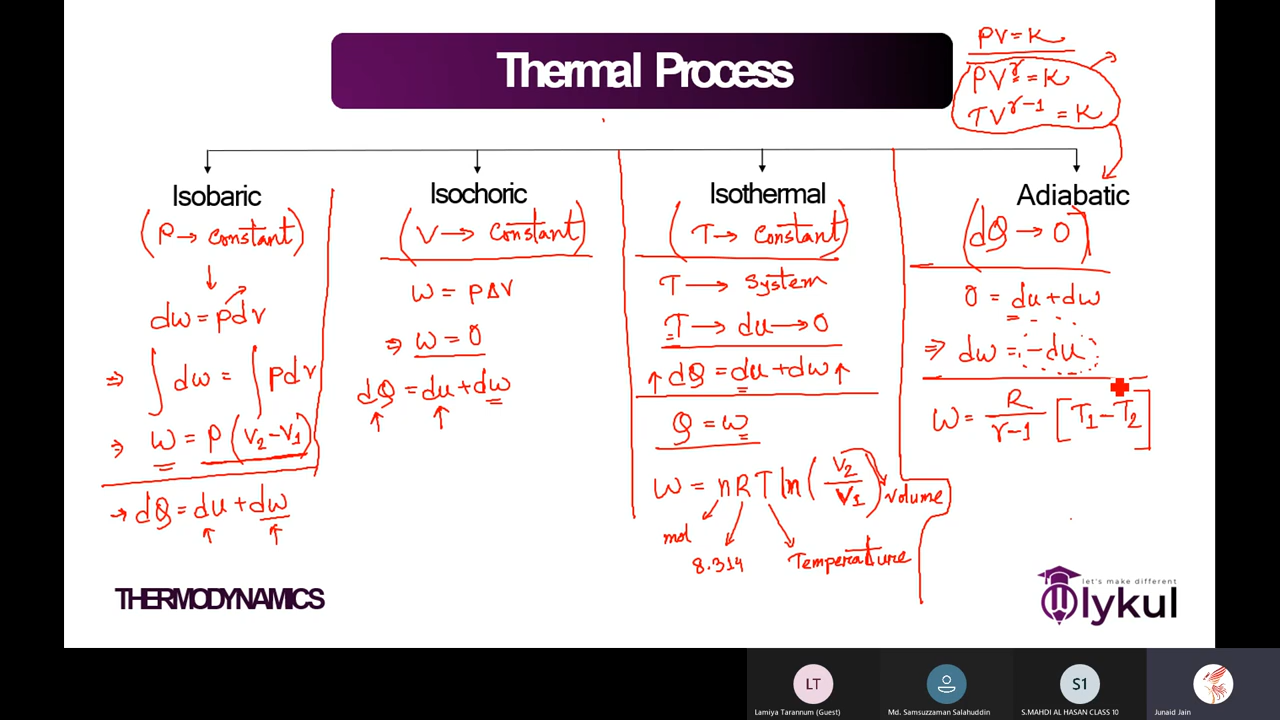 Thermal Process
PV = K
PV^γ = K
TV^γ-1 = K
Isobaric
(P → constant)
dw = pdv
⇒ ∫ dw = ∫ pdv
⇒ w = P (V₂-V₁)
→ dQ = du + dw
Isochoric
(V → constant)
W = PΔV
⇒ W = 0
dQ = du + dw
Isothermal
(T → constant)
T → system
T → du → 0
↑ dQ = du + dw ↑
Q = w
W = nRT ln (V₂/V₁)
volume
mol
8.314
Temperature
Adiabatic
(dQ → 0)
0 = du + dw
⇒ dw = -du
W = R/γ-1 [T₁-T₂]
THERMODYNAMICS
let's make different
lykul
LT
S1
Lamiya Tarannum (Guest)
Md. Samsuzzaman Salahuddin
S.MAHDI AL HASAN CLASS 10
Junaid Jain